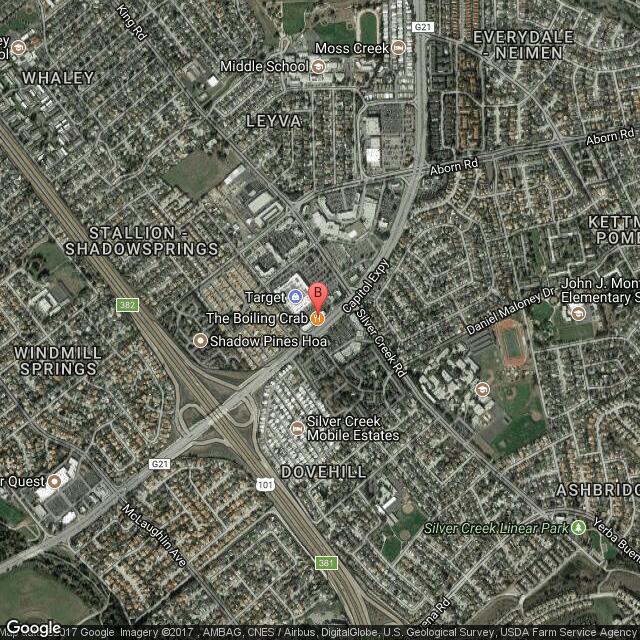 King Rd
Moss Creek
G21
EVERYDALE
- NEIMEN
Middle School
WHALEY
LEYVA
Aborn Rd
Aborn Rd
STALLION -
SHADOWSPRINGS
Capitol Expy
John J. Mon
Elementary S
Daniel Maloney Dr
B
Target
382
The Boiling Crab
Silver Creek Rd
Shadow Pines Hoa
WINDMILL
SPRINGS
Silver Creek
Mobile Estates
G21
DOVEHILL
Quest
101
ASHBRIDG
McLaughlin Ave
Silver Creek Linear Park
Yerba Buen
381
Rd
Google
2017 Google Imagery ©2017 , AMBAG, CNES / Airbus, DigitalGlobe, U.S. Geological Survey, USDA Farm Service Agency